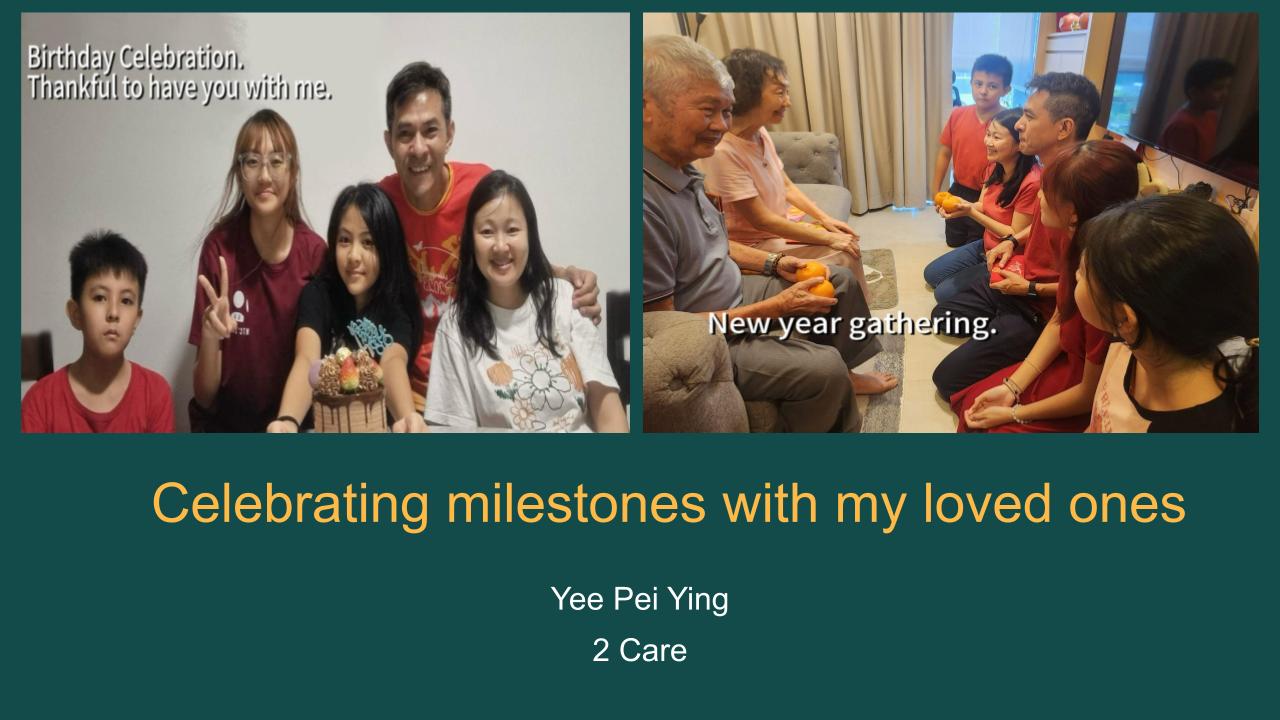 Birthday Celebration.
Thankful to have you with me.
New year gathering.
Celebrating milestones with my loved ones
Yee Pei Ying
2 Care